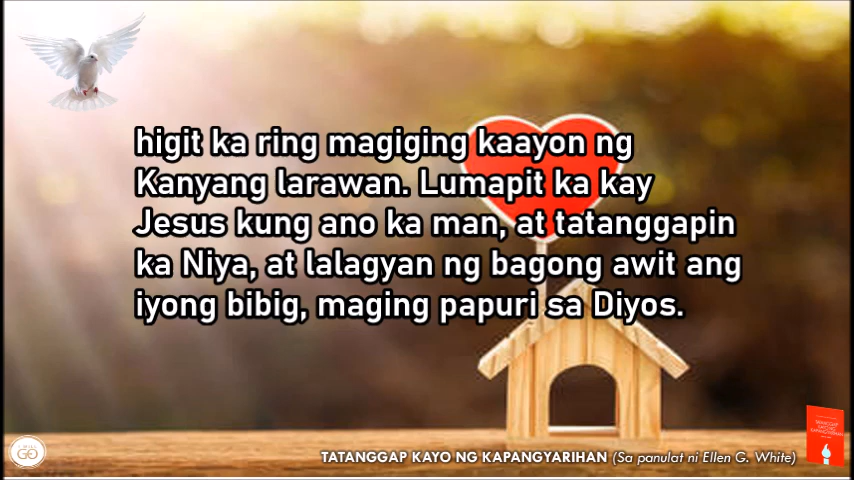 higit ka ring magiging kaayon ng
Kanyang larawan. Lumapit ka kay
Jesus kung ano ka man, at tatanggapin
ka Niya, at lalagyan ng bagong awit ang
iyong bibig, maging papuri sa Diyos.
TATANGGAP KAYO NG KAPANGYARIHAN (Sa panulat ni Ellen G. White)